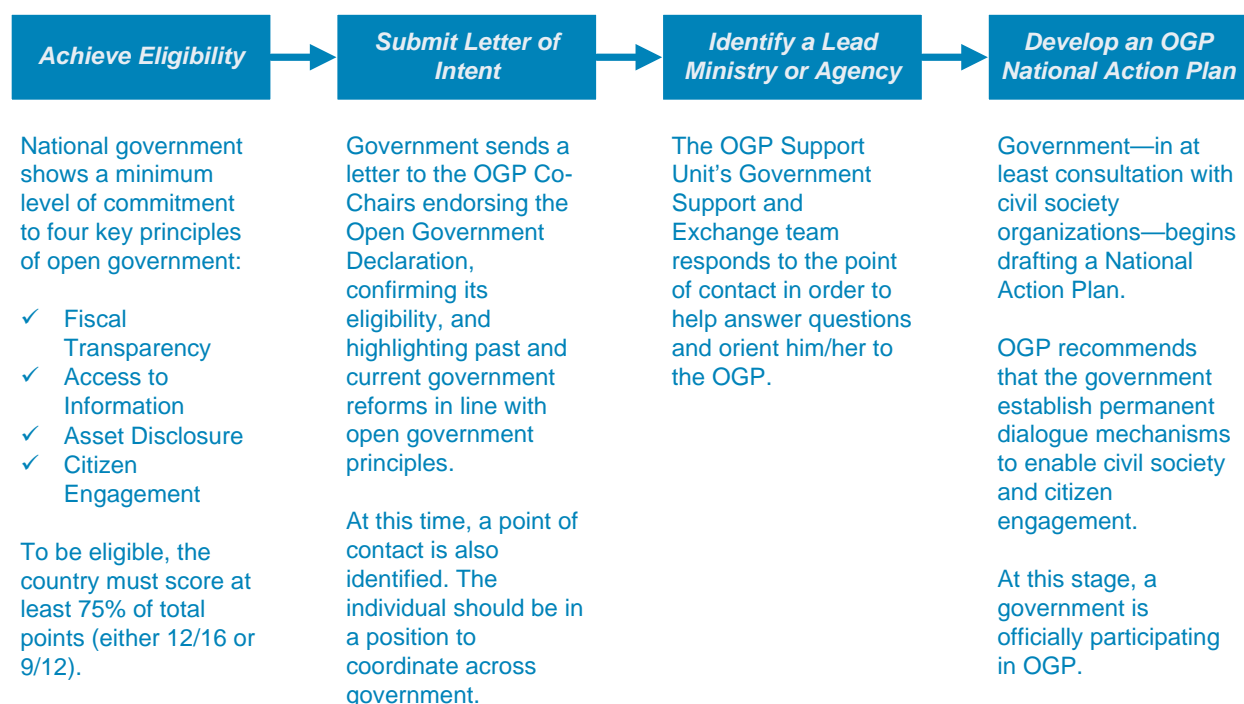 Achieve Eligibility
Submit Letter of
Intent
Identify a Lead
Ministry or Agency
Develop an OGP
National Action Plan
National government
shows a minimum
level of commitment
to four key principles
of open government:
✓ Fiscal
Transparency
✓ Access to
Information
✓ Asset Disclosure
✓ Citizen
Engagement
To be eligible, the
country must score at
least 75% of total
points (either 12/16 or
9/12).
Government sends a
letter to the OGP Co-
Chairs endorsing the
Open Government
Declaration,
confirming its
eligibility, and
highlighting past and
current government
reforms in line with
open government
principles.
At this time, a point of
contact is also
identified. The
individual should be in
a position to
coordinate across
government.
The OGP Support
Unit’s Government
Support and
Exchange team
responds to the point
of contact in order to
help answer questions
and orient him/her to
the OGP.
Government—in at
least consultation with
civil society
organizations—begins
drafting a National
Action Plan.
OGP recommends
that the government
establish permanent
dialogue mechanisms
to enable civil society
and citizen
engagement.
At this stage, a
government is
officially participating
in OGP.